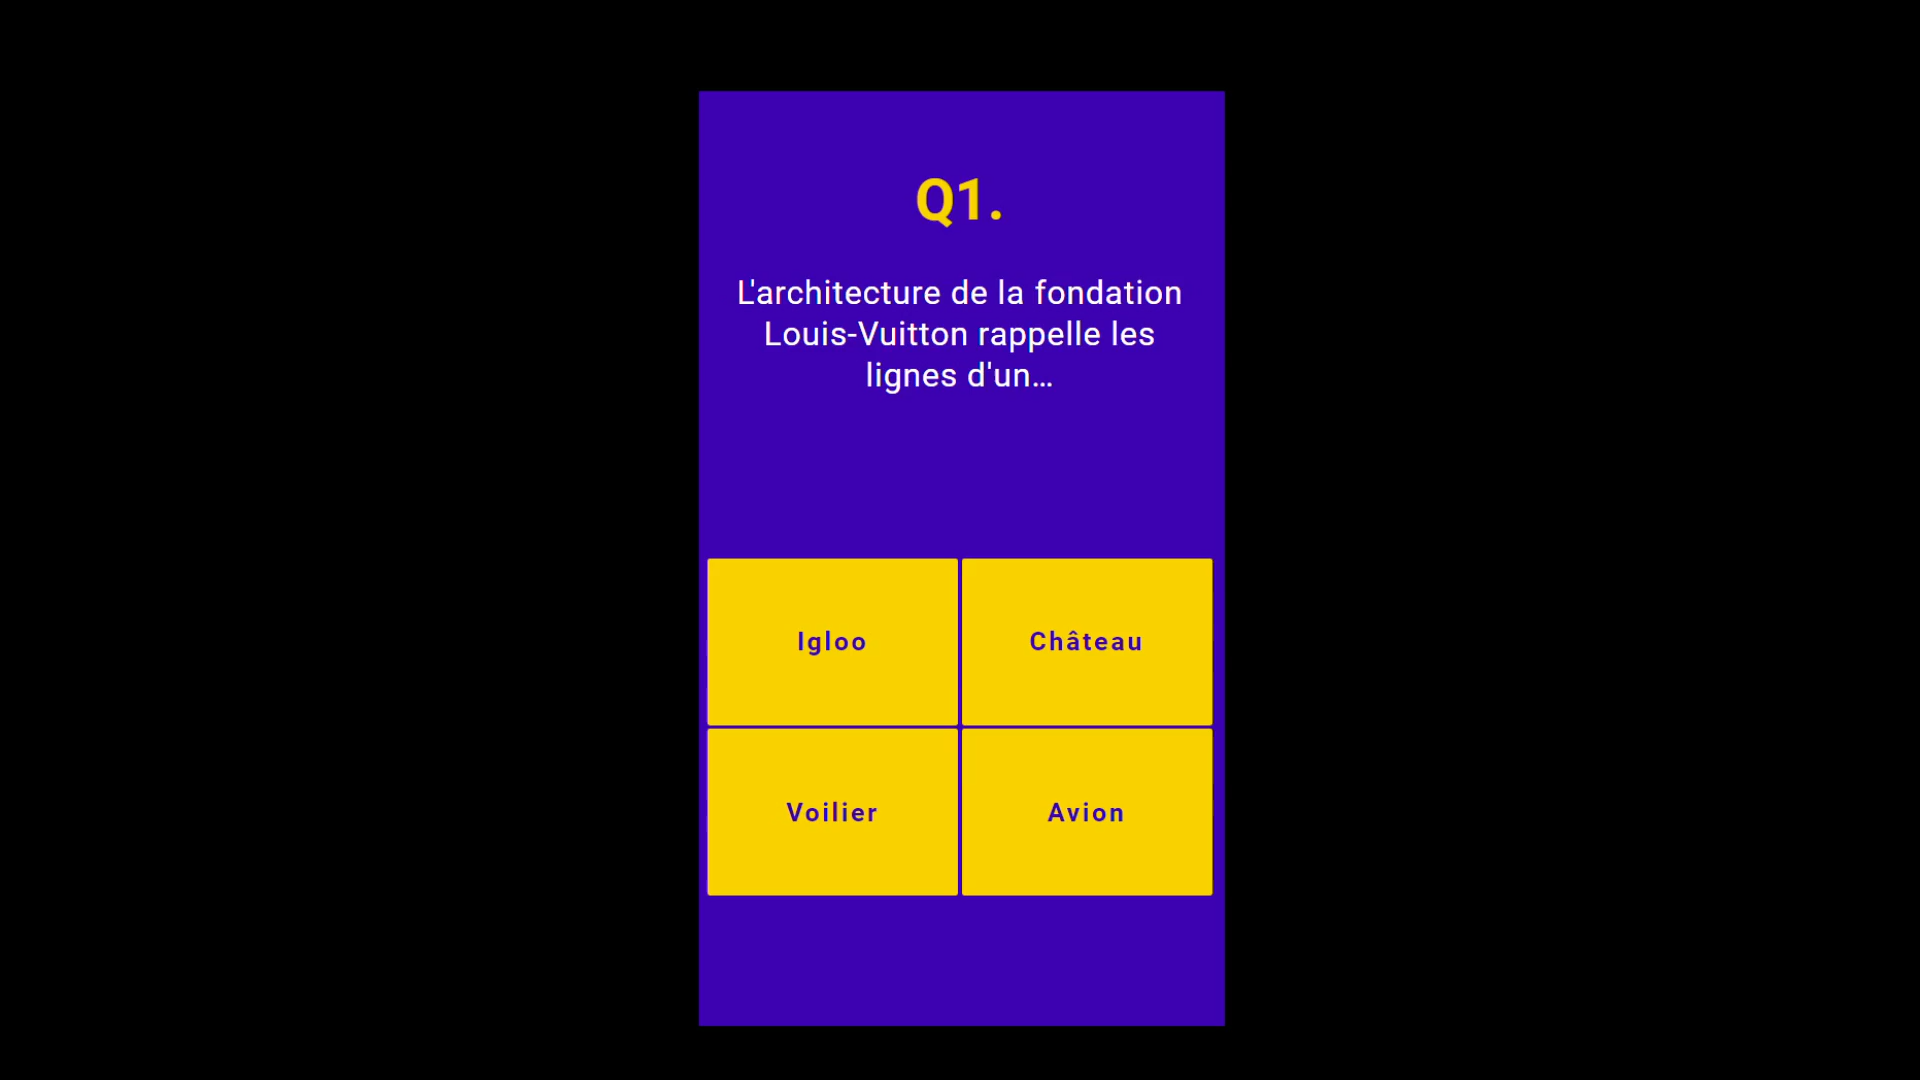 Q1.
L'architecture de la fondation
Louis-Vuitton rappelle les
lignes d'un...
Igloo
Château
Voilier
Avion